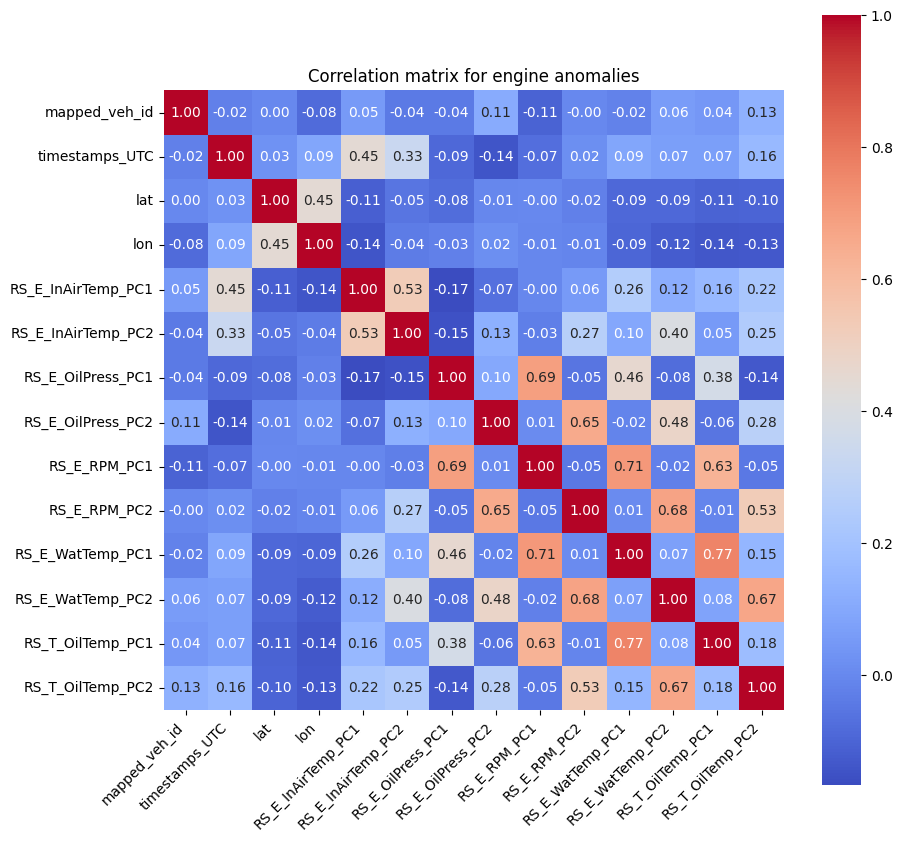 Correlation matrix for engine anomalies
mapped_veh_id 1.00 -0.02 0.00 -0.08 0.05 -0.04 -0.04 0.11 -0.11 -0.00 -0.02 0.06 0.04 0.13
timestamps_UTC -0.02 1.00 0.03 0.09 0.45 0.33 -0.09 -0.14 -0.07 0.02 0.09 0.07 0.07 0.16
lat 0.00 0.03 1.00 0.45 -0.11 -0.05 -0.08 -0.01 -0.00 -0.02 -0.09 -0.09 -0.11 -0.10
lon -0.08 0.09 0.45 1.00 -0.14 -0.04 -0.03 0.02 -0.01 -0.01 -0.09 -0.12 -0.14 -0.13
RS_E_InAirTemp_PC1 0.05 0.45 -0.11 -0.14 1.00 0.53 -0.17 -0.07 -0.00 0.06 0.26 0.12 0.16 0.22
RS_E_InAirTemp_PC2 -0.04 0.33 -0.05 -0.04 0.53 1.00 -0.15 0.13 -0.03 0.27 0.10 0.40 0.05 0.25
RS_E_OilPress_PC1 -0.04 -0.09 -0.08 -0.03 -0.17 -0.15 1.00 0.10 0.69 -0.05 0.46 -0.08 0.38 -0.14
RS_E_OilPress_PC2 0.11 -0.14 -0.01 0.02 -0.07 0.13 0.10 1.00 0.01 0.65 -0.02 0.48 -0.06 0.28
RS_E_RPM_PC1 -0.11 -0.07 -0.00 -0.01 -0.00 -0.03 0.69 0.01 1.00 -0.05 0.71 -0.02 0.63 -0.05
RS_E_RPM_PC2 -0.00 0.02 -0.02 -0.01 0.06 0.27 -0.05 0.65 -0.05 1.00 0.01 0.68 -0.01 0.53
RS_E_WatTemp_PC1 -0.02 0.09 -0.09 -0.09 0.26 0.10 0.46 -0.02 0.71 0.01 1.00 0.07 0.77 0.15
RS_E_WatTemp_PC2 0.06 0.07 -0.09 -0.12 0.12 0.40 -0.08 0.48 -0.02 0.68 0.07 1.00 0.08 0.67
RS_T_OilTemp_PC1 0.04 0.07 -0.11 -0.14 0.16 0.05 0.38 -0.06 0.63 -0.01 0.77 0.08 1.00 0.18
RS_T_OilTemp_PC2 0.13 0.16 -0.10 -0.13 0.22 0.25 -0.14 0.28 -0.05 0.53 0.15 0.67 0.18 1.00
mapped_veh_id
timestamps_UTC
lat
lon
RS_E_InAirTemp_PC1
RS_E_InAirTemp_PC2
RS_E_OilPress_PC1
RS_E_OilPress_PC2
RS_E_RPM_PC1
RS_E_RPM_PC2
RS_E_WatTemp_PC1
RS_E_WatTemp_PC2
RS_T_OilTemp_PC1
RS_T_OilTemp_PC2
1.0
0.8
0.6
0.4
0.2
0.0